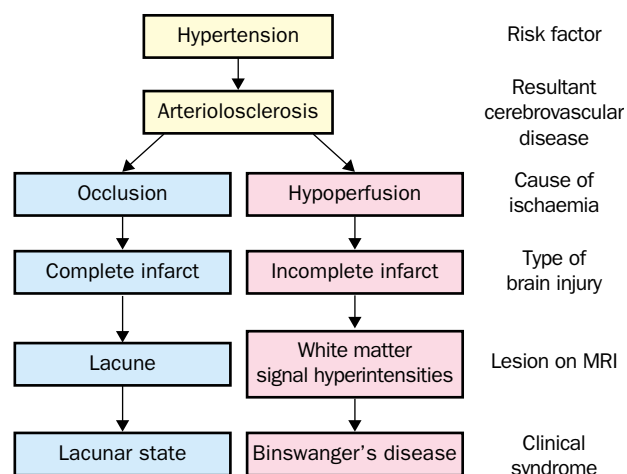 Hypertension
Risk factor
Arteriolosclerosis
Resultant
cerebrovascular
disease
Occlusion
Hypoperfusion
Cause of
ischaemia
Complete infarct
Incomplete infarct
Type of
brain injury
Lacune
White matter
signal hyperintensities
Lesion on MRI
Lacunar state
Binswanger's disease
Clinical
syndrome